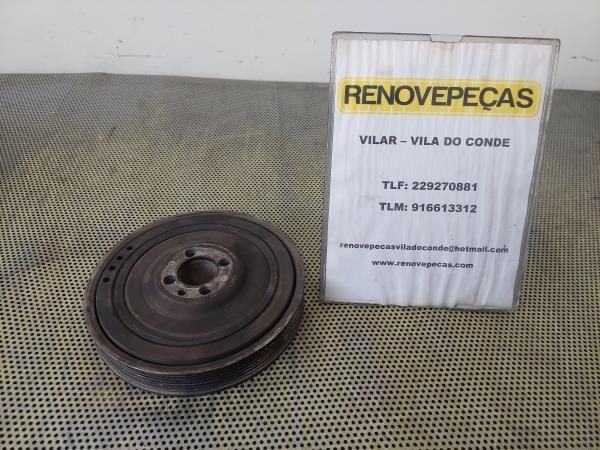 RENOVEPEÇAS
VILAR – VILA DO CONDE
TLF: 229270881
TLM: 916613312
renovepecasviladoconde@hotmail.com
www.renovepecas.com